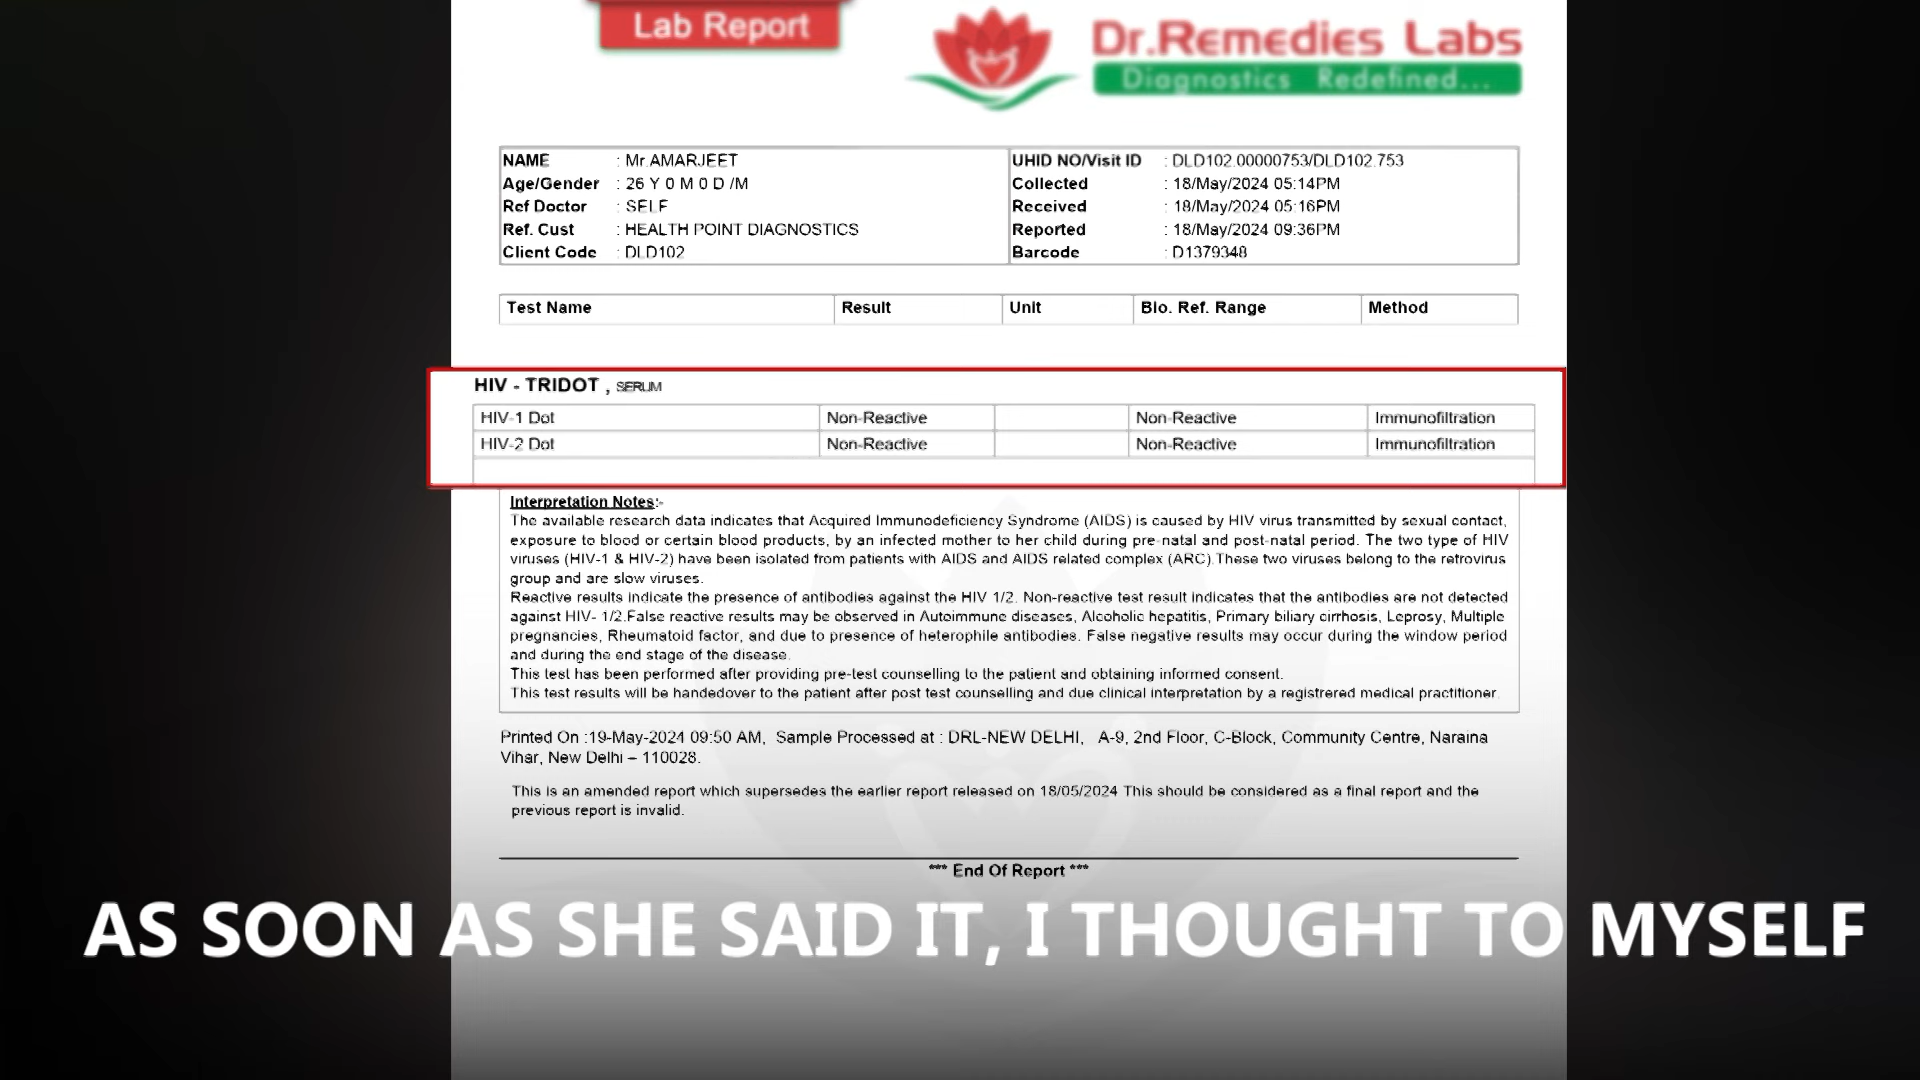 Lab Report
Dr.Remedies Labs
Diagnostics Redefined...
NAME : Mr.AMARJEET UHID NO/Visit ID : DLD102.00000753/DLD102.753
Age/Gender : 26 Y 0 M 0 D /M Collected : 18/May/2024 05:14PM
Ref Doctor : SELF Received : 18/May/2024 05:16PM
Ref. Cust : HEALTH POINT DIAGNOSTICS Reported : 18/May/2024 09:36PM
Client Code : DLD102 Barcode : D1379348
Test Name Result Unit Bio. Ref. Range Method
HIV - TRIDOT , SERUM
HIV-1 Dot Non-Reactive Non-Reactive Immunofiltration
HIV-2 Dot Non-Reactive Non-Reactive Immunofiltration
Interpretation Notes:-
The available research data indicates that Acquired Immunodeficiency Syndrome (AIDS) is caused by HIV virus transmitted by sexual contact,
exposure to blood or certain blood products, by an infected mother to her child during pre-natal and post-natal period. The two type of HIV
viruses (HIV-1 & HIV-2) have been isolated from patients with AIDS and AIDS related complex (ARC).These two viruses belong to the retrovirus
group and are slow viruses.
Reactive results indicate the presence of antibodies against the HIV 1/2. Non-reactive test result indicates that the antibodies are not detected
against HIV- 1/2.False reactive results may be observed in Autoimmune diseases, Alcoholic hepatitis, Primary biliary cirrhosis, Leprosy, Multiple
pregnancies, Rheumatoid factor, and due to presence of heterophile antibodies. False negative results may occur during the window period
and during the end stage of the disease.
This test has been performed after providing pre-test counselling to the patient and obtaining informed consent.
This test results will be handedover to the patient after post test counselling and due clinical interpretation by a registrered medical practitioner.
Printed On :19-May-2024 09:50 AM, Sample Processed at : DRL-NEW DELHI, A-9, 2nd Floor, C-Block, Community Centre, Naraina
Vihar, New Delhi – 110028.
This is an amended report which supersedes the earlier report released on 18/05/2024 This should be considered as a final report and the
previous report is invalid.
*** End Of Report ***
AS SOON AS SHE SAID IT, I THOUGHT TO MYSELF